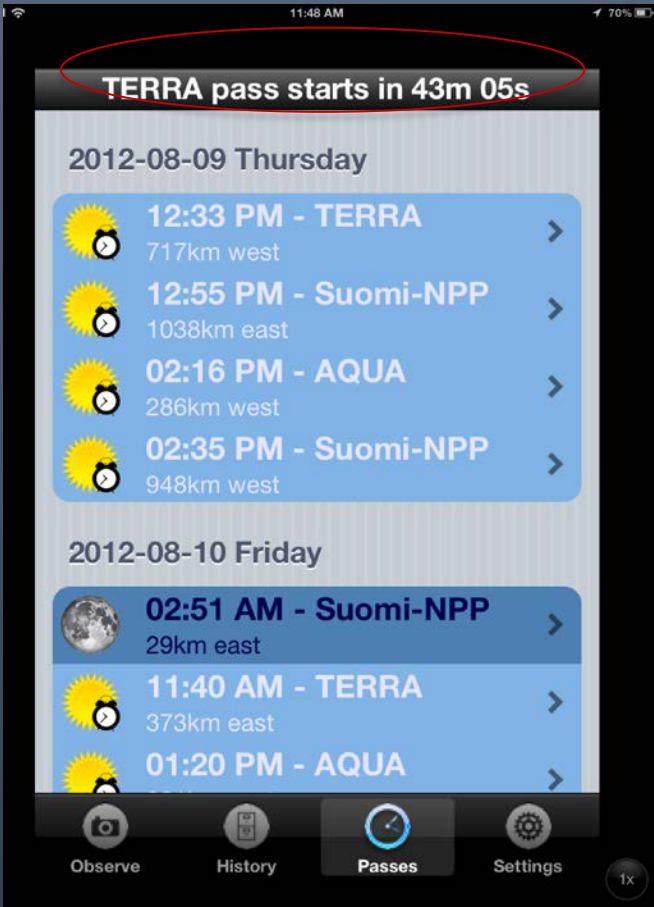 11:48 AM
70%
TERRA pass starts in 43m 05s
2012-08-09 Thursday
12:33 PM - TERRA
717km west
12:55 PM - Suomi-NPP
1038km east
02:16 PM - AQUA
286km west
02:35 PM - Suomi-NPP
948km west
2012-08-10 Friday
02:51 AM - Suomi-NPP
29km east
11:40 AM - TERRA
373km east
01:20 PM - AQUA
Observe
History
Passes
Settings
1x